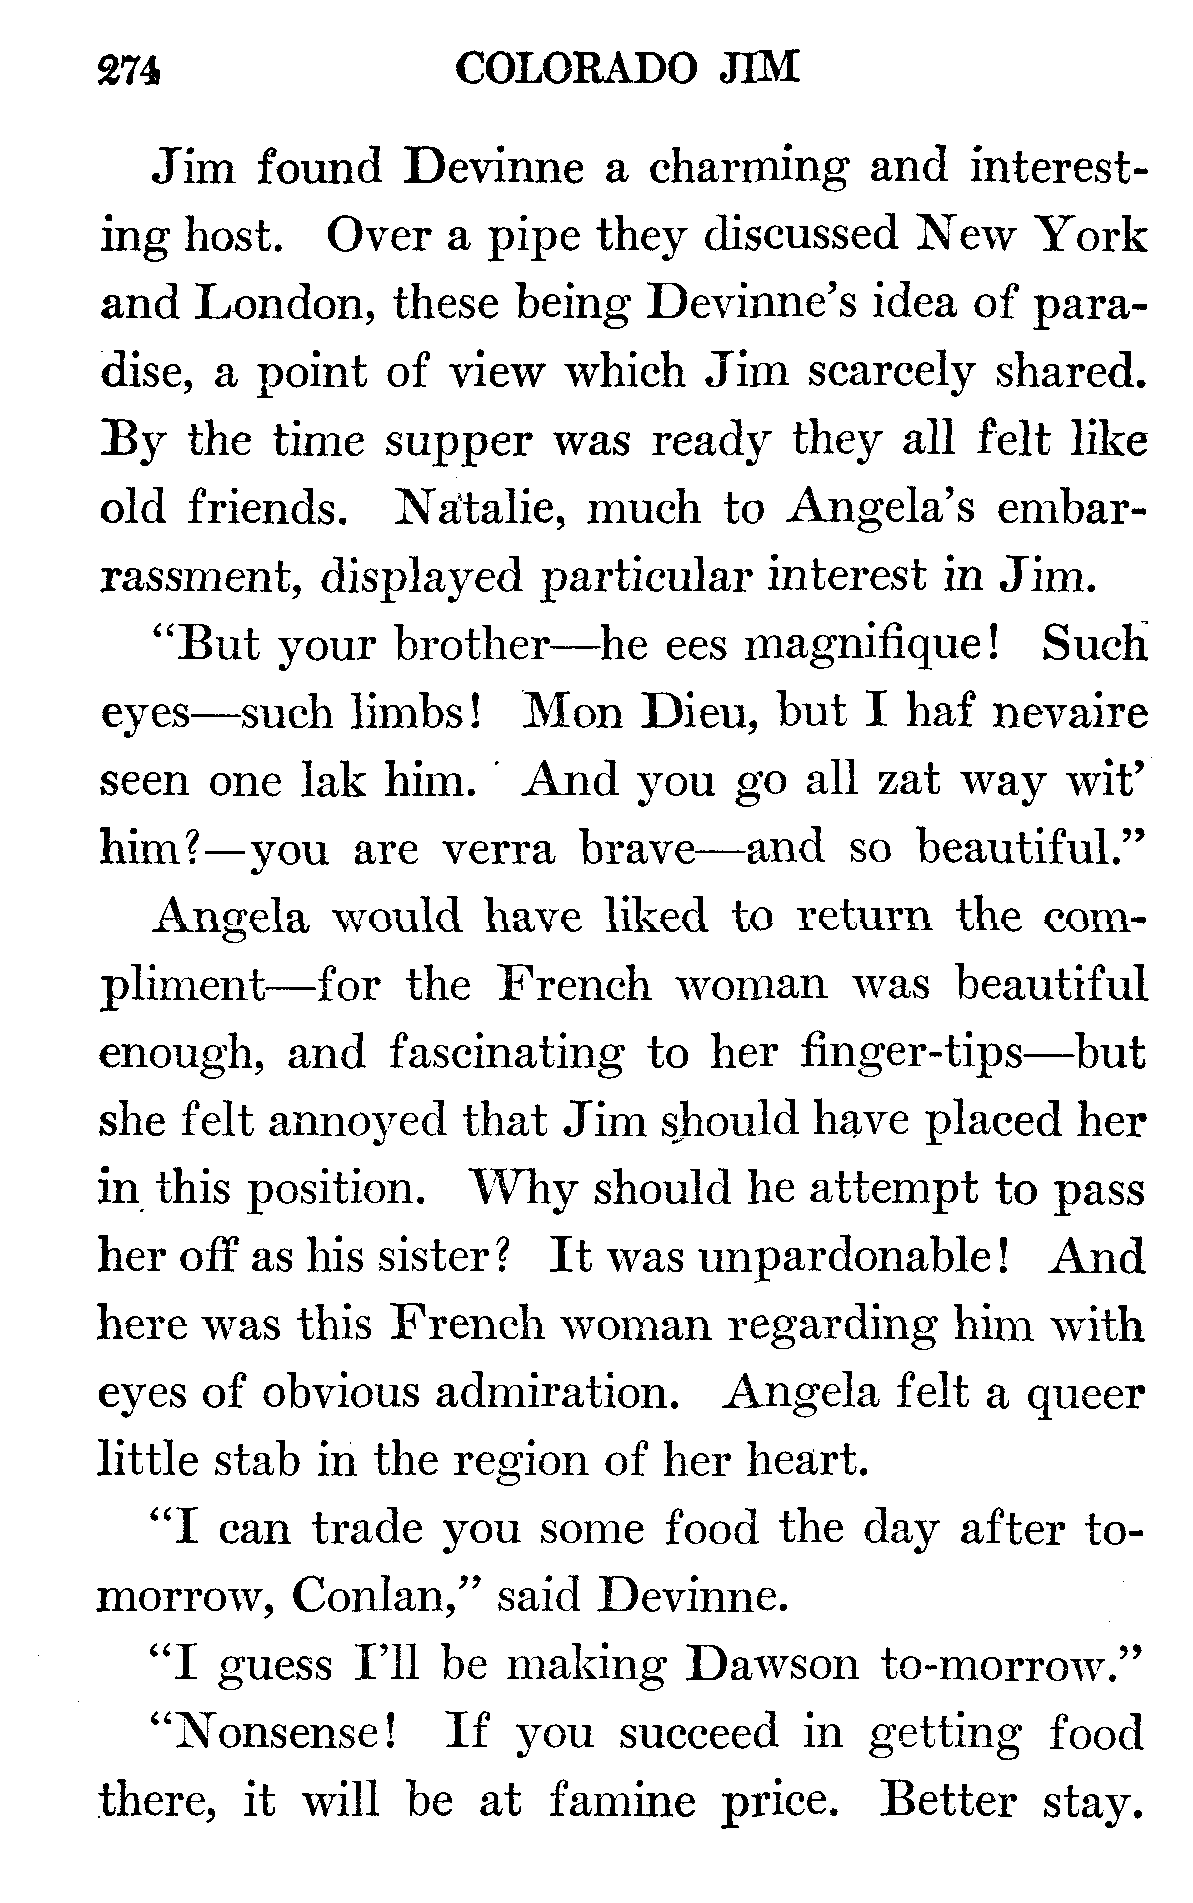 274 COLORADO JIM
Jim found Devinne a charming and interest-
ing host. Over a pipe they discussed New York
and London, these being Devinne's idea of para-
dise, a point of view which Jim scarcely shared.
By the time supper was ready they all felt like
old friends. Natalie, much to Angela's embar-
rassment, displayed particular interest in Jim.
"But your brother—he ees magnifique! Such
eyes—such limbs! Mon Dieu, but I haf nevaire
seen one lak him. And you go all zat way wit'
him?—you are verra brave—and so beautiful."
Angela would have liked to return the com-
pliment—for the French woman was beautiful
enough, and fascinating to her finger-tips—but
she felt annoyed that Jim should have placed her
in this position. Why should he attempt to pass
her off as his sister? It was unpardonable! And
here was this French woman regarding him with
eyes of obvious admiration. Angela felt a queer
little stab in the region of her heart.
"I can trade you some food the day after to-
morrow, Conlan," said Devinne.
"I guess I'll be making Dawson to-morrow."
"Nonsense! If you succeed in getting food
there, it will be at famine price. Better stay.